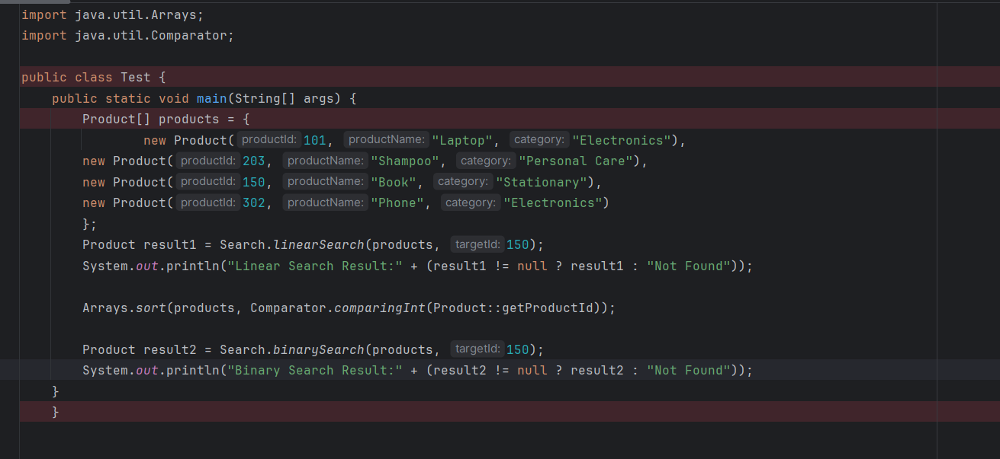 import java.util.Arrays;
import java.util.Comparator;
public class Test {
public static void main(String[] args) {
Product[] products = {
new Product( productId: 101, productName: "Laptop", category: "Electronics"),
new Product( productId: 203, productName: "Shampoo", category: "Personal Care"),
new Product( productId: 150, productName: "Book", category: "Stationary"),
new Product( productId: 302, productName: "Phone", category: "Electronics")
};
Product result1 = Search.linearSearch(products, targetId: 150);
System.out.println("Linear Search Result:" + (result1 != null ? result1 : "Not Found"));
Arrays.sort(products, Comparator.comparingInt(Product::getProductId));
Product result2 = Search.binarySearch(products, targetId: 150);
System.out.println("Binary Search Result:" + (result2 != null ? result2 : "Not Found"));
}
}